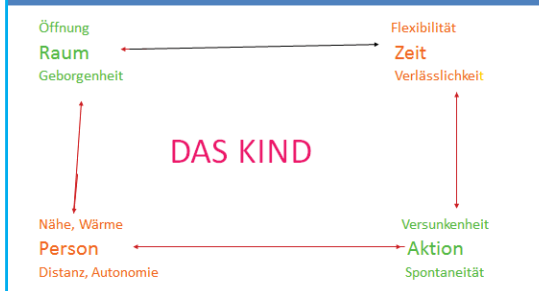 Öffnung
Raum
Geborgenheit
Flexibilität
Zeit
Verlässlichkeit
DAS KIND
Nähe, Wärme
Person
Distanz, Autonomie
Versunkenheit
Aktion
Spontaneität